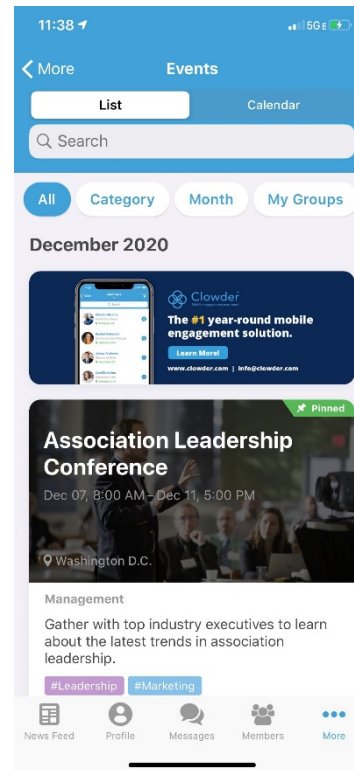 11:38
5G E
More
Events
List
Calendar
Search
All
Category
Month
My Groups
December 2020
Clowder
The #1 year-round mobile
engagement solution.
Learn More!
www.clowder.com | info@clowder.com
Pinned
Association Leadership
Conference
Dec 07, 8:00 AM – Dec 11, 5:00 PM
Washington D.C.
Management
Gather with top industry executives to learn
about the latest trends in association
leadership.
#Leadership
#Marketing
News Feed
Profile
Messages
Members
More